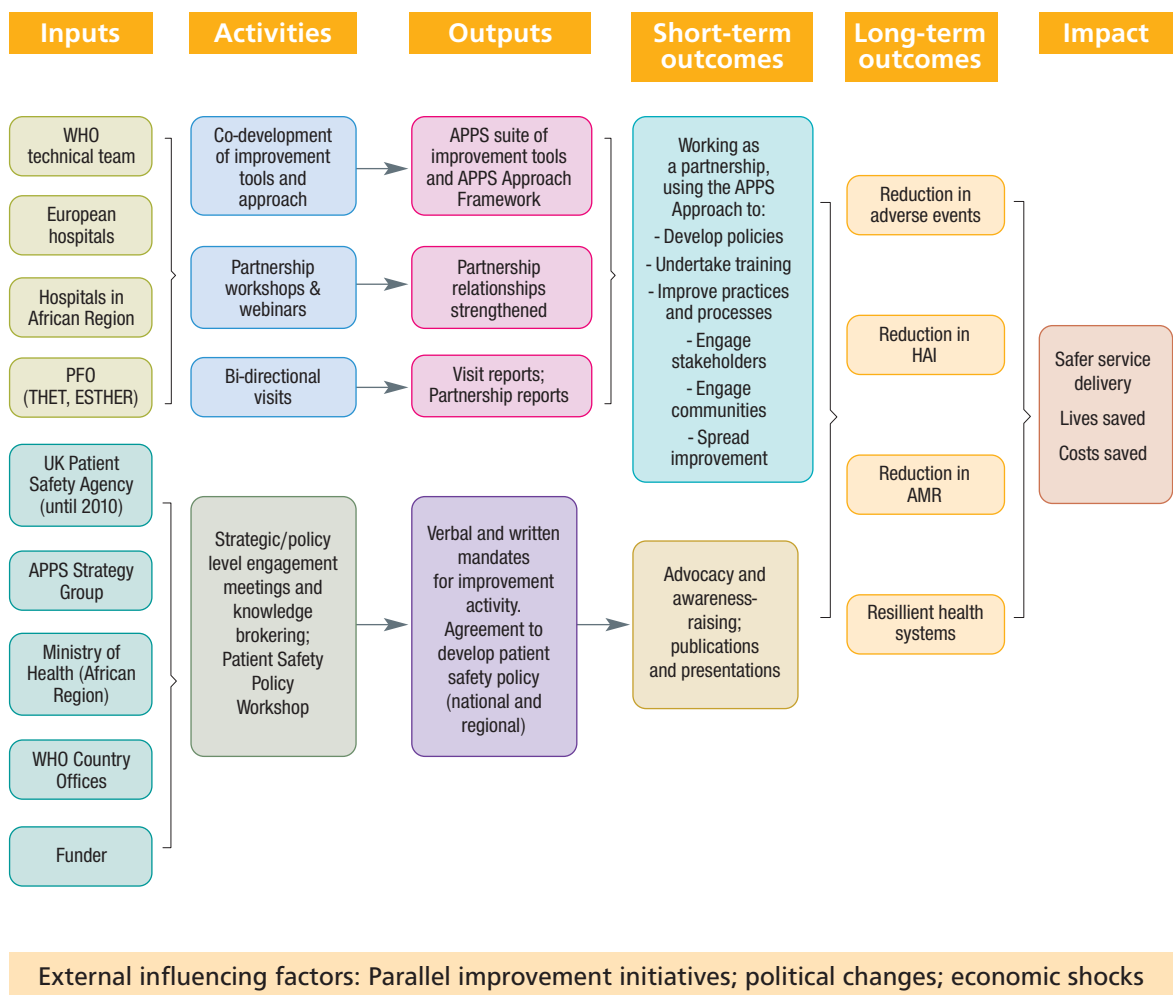 Inputs
Activities
Outputs
Short-term
outcomes
Long-term
outcomes
Impact
WHO
technical team
European
hospitals
Hospitals in
African Region
PFO
(THET, ESTHER)
UK Patient
Safety Agency
(until 2010)
APPS Strategy
Group
Ministry of
Health (African
Region)
WHO Country
Offices
Funder
Co-development
of improvement
tools and
approach
Partnership
workshops &
webinars
Bi-directional
visits
Strategic/policy
level engagement
meetings and
knowledge
brokering;
Patient Safety
Policy
Workshop
APPS suite of
improvement tools
and APPS Approach
Framework
Partnership
relationships
strengthened
Visit reports;
Partnership reports
Verbal and written
mandates
for improvement
activity.
Agreement to
develop patient
safety policy
(national and
regional)
Working as
a partnership,
using the APPS
Approach to:
- Develop policies
- Undertake training
- Improve practices
and processes
- Engage
stakeholders
- Engage
communities
- Spread
improvement
Advocacy and
awareness-
raising;
publications
and presentations
Reduction in
adverse events
Reduction in
HAI
Reduction in
AMR
Resillient health
systems
Safer service
delivery
Lives saved
Costs saved
External influencing factors: Parallel improvement initiatives; political changes; economic shocks